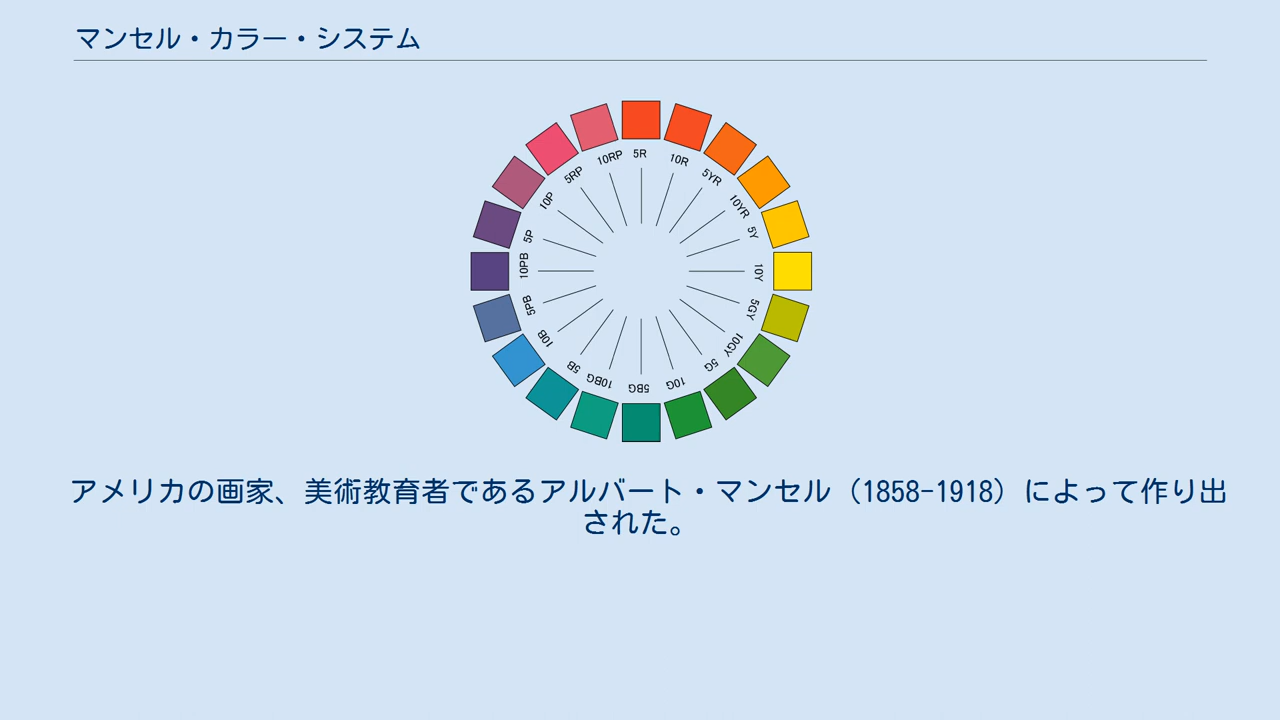 マンセル・カラー・システム
5R
10R
5YR
10YR
5Y
10Y
5GY
10GY
5G
10G
5BG
10BG
5B
10B
5PB
10PB
5P
10P
5RP
10RP
アメリカの画家、美術教育者であるアルバート・マンセル（1858-1918）によって作り出
された。